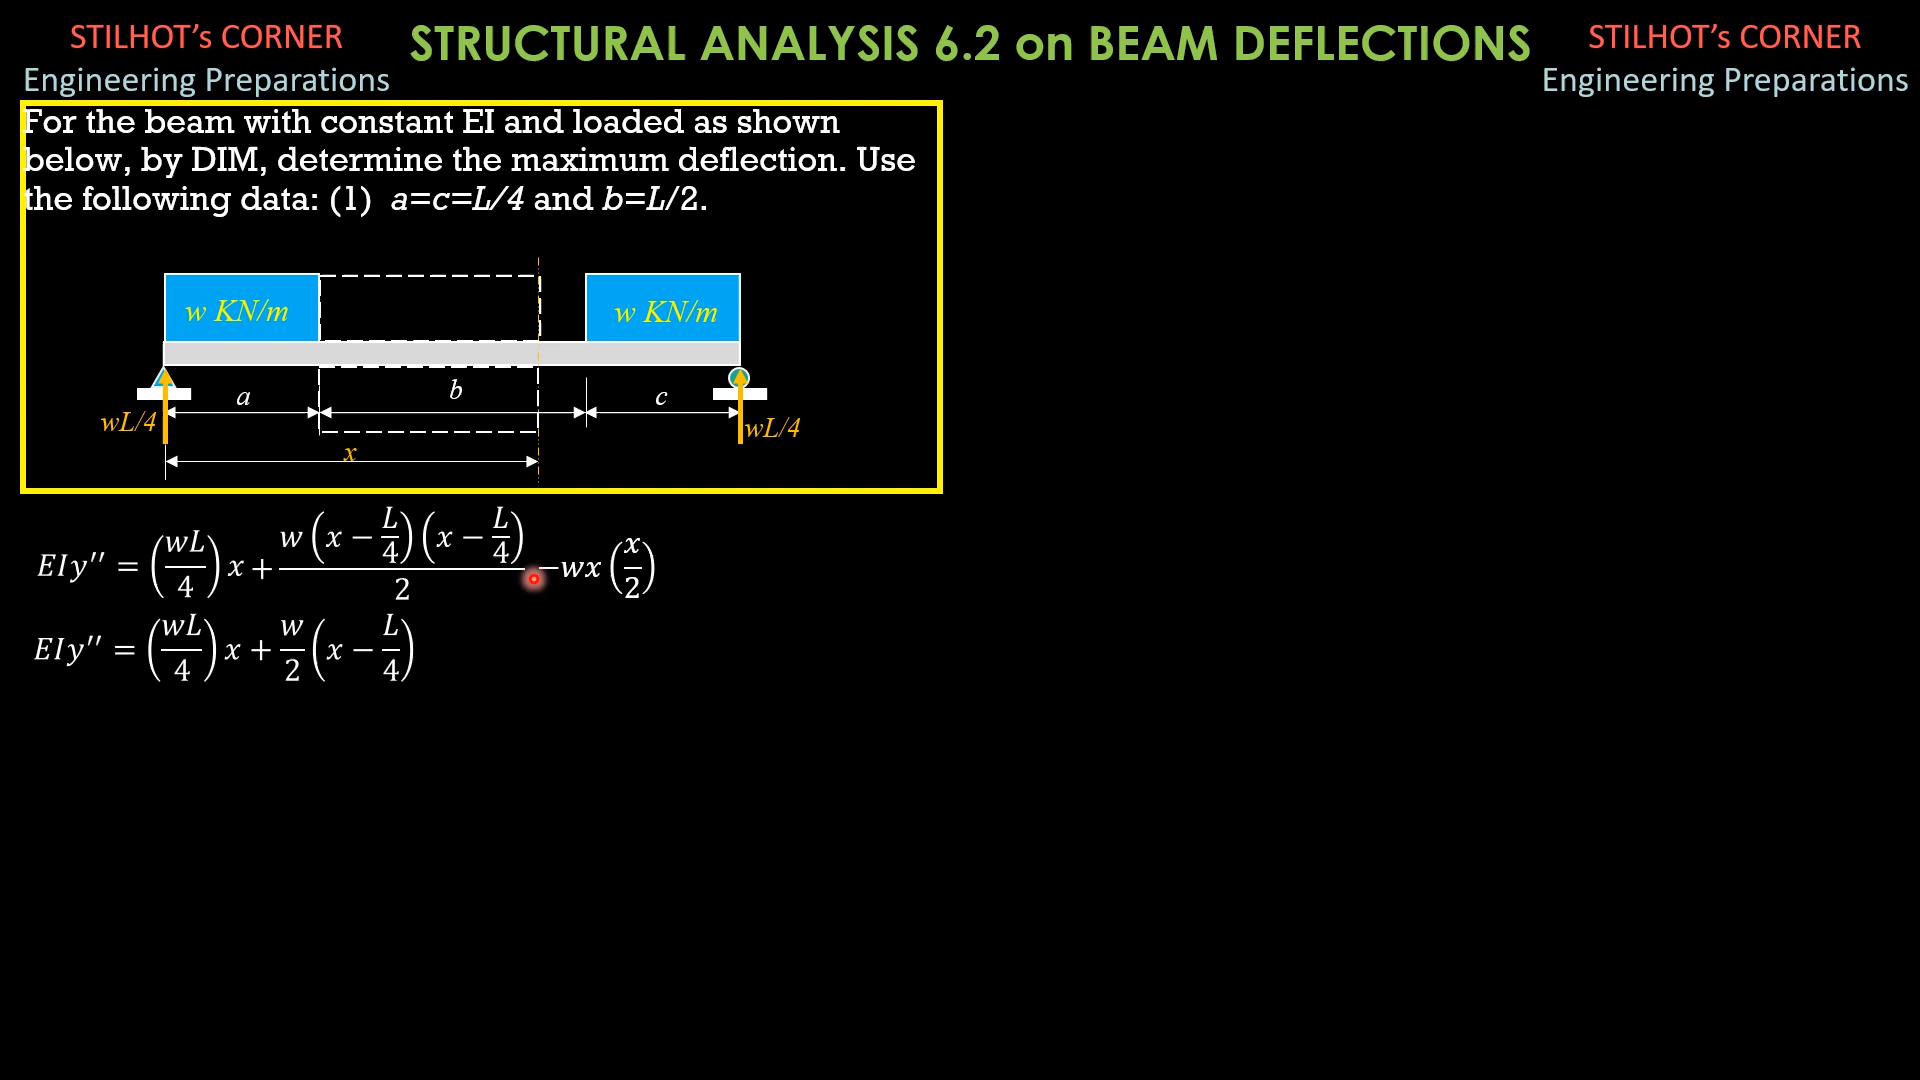 STILHOT's CORNER
Engineering Preparations
STRUCTURAL ANALYSIS 6.2 on BEAM DEFLECTIONS
STILHOT's CORNER
Engineering Preparations
For the beam with constant EI and loaded as shown
below, by DIM, determine the maximum deflection. Use
the following data: (1) a=c=L/4 and b=L/2.
w KN/m
w KN/m
a
b
c
wL/4
wL/4
x
EIy′′ = (wL/4) x + w(x − L/4)(x − L/4)/2 −wx(x/2)
EIy′′ = (wL/4) x + w/2 (x − L/4)